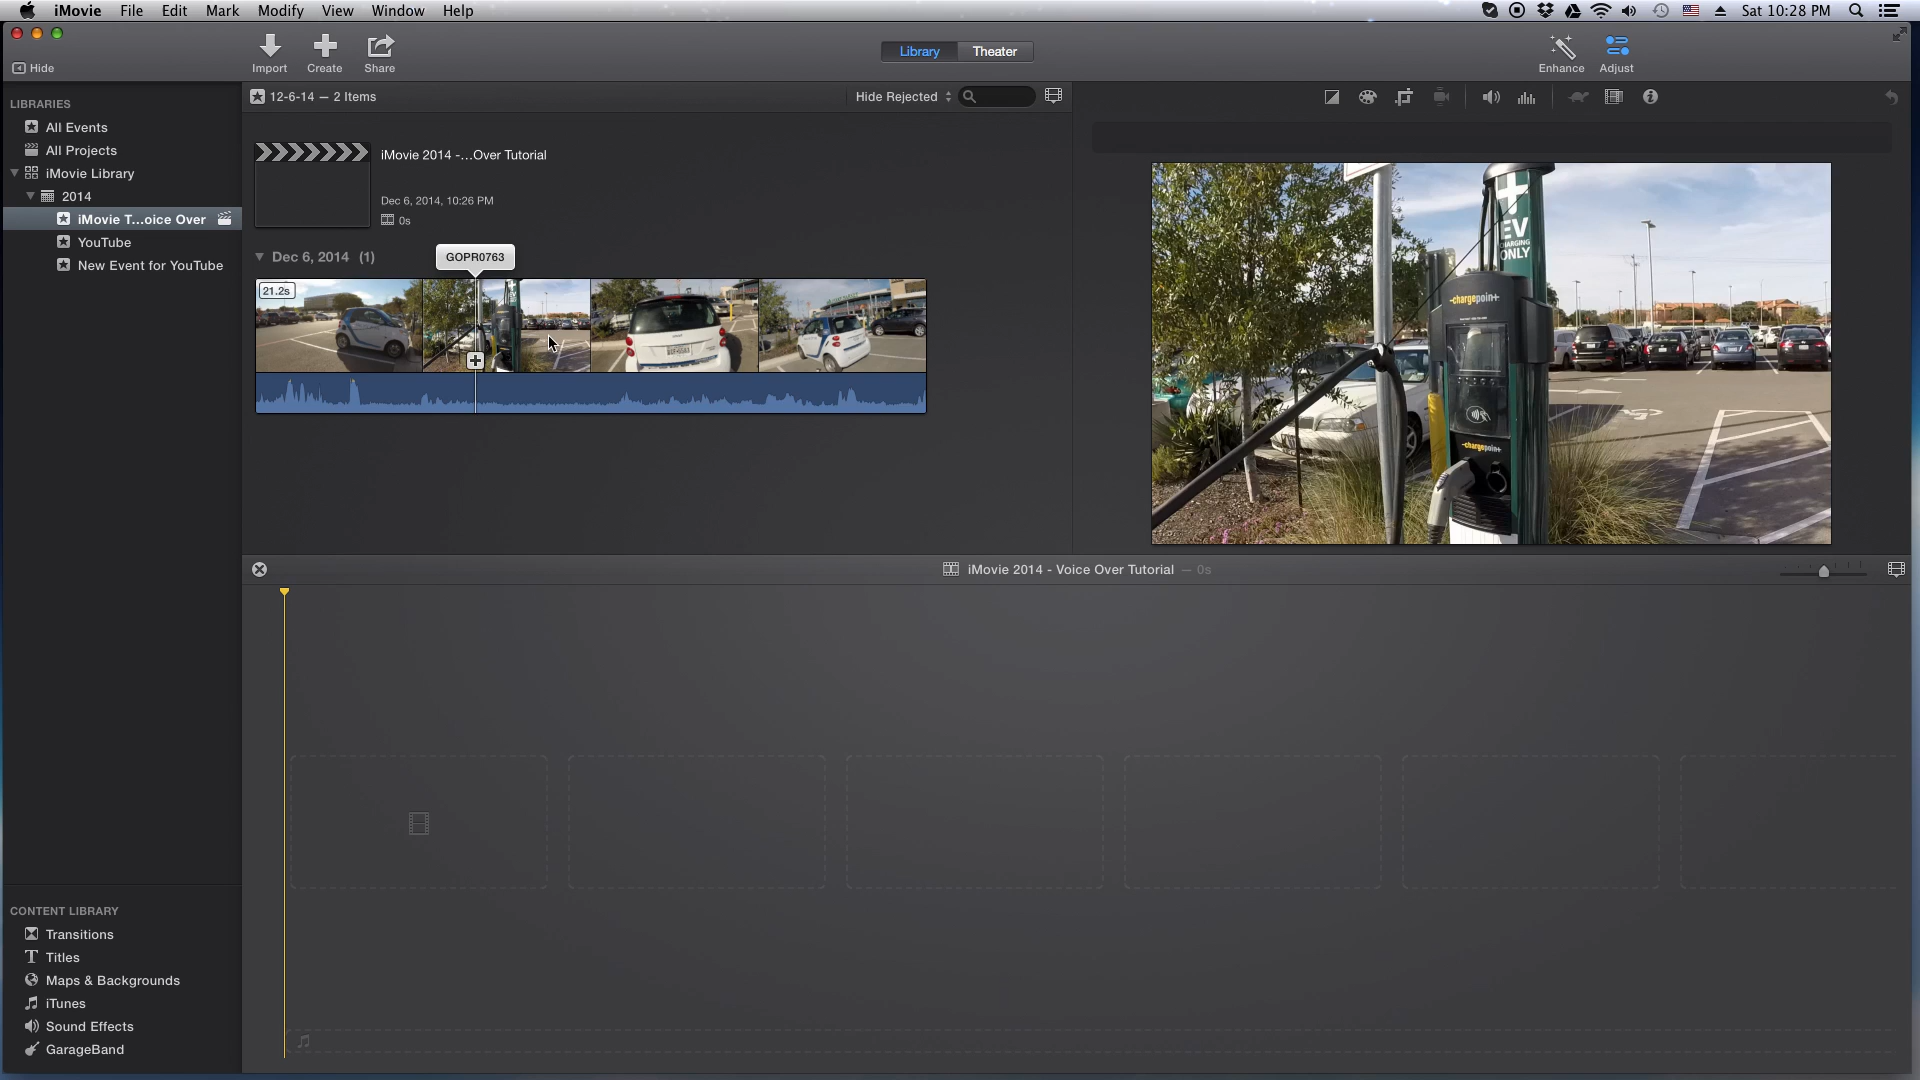 iMovie File Edit Mark Modify View Window Help
Sat 10:28 PM
Hide
Import
Create
Share
Library
Theater
Enhance
Adjust
LIBRARIES
All Events
All Projects
iMovie Library
2014
iMovie T...oice Over
YouTube
New Event for YouTube
12-6-14 — 2 Items
Hide Rejected
iMovie 2014 -...Over Tutorial
Dec 6, 2014, 10:26 PM
0s
Dec 6, 2014 (1)
GOPR0763
21.2s
EV
CHARGING
ONLY
-chargepoin+
-chargepoin+
iMovie 2014 - Voice Over Tutorial — 0s
CONTENT LIBRARY
Transitions
Titles
Maps & Backgrounds
iTunes
Sound Effects
GarageBand